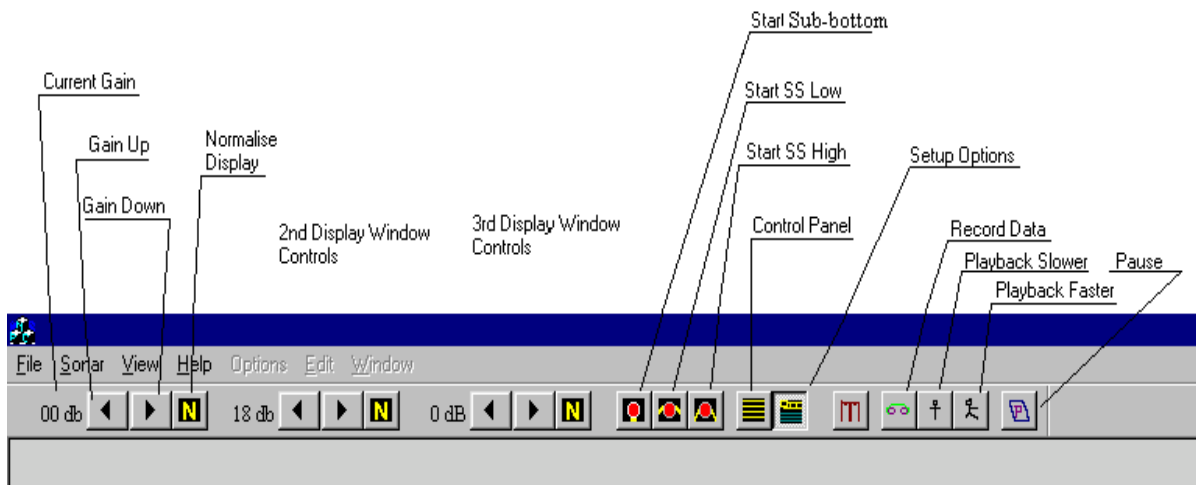 Start Sub-bottom
Current Gain
Start SS Low
Gain Up
Normalise
Display
Start SS High
Setup Options
Gain Down
2nd Display Window
Controls
3rd Display Window
Controls
Control Panel
Record Data
Playback Slower
Pause
Playback Faster
File Sonar View Help Options Edit Window
00 db N 18 db N 0 dB N P